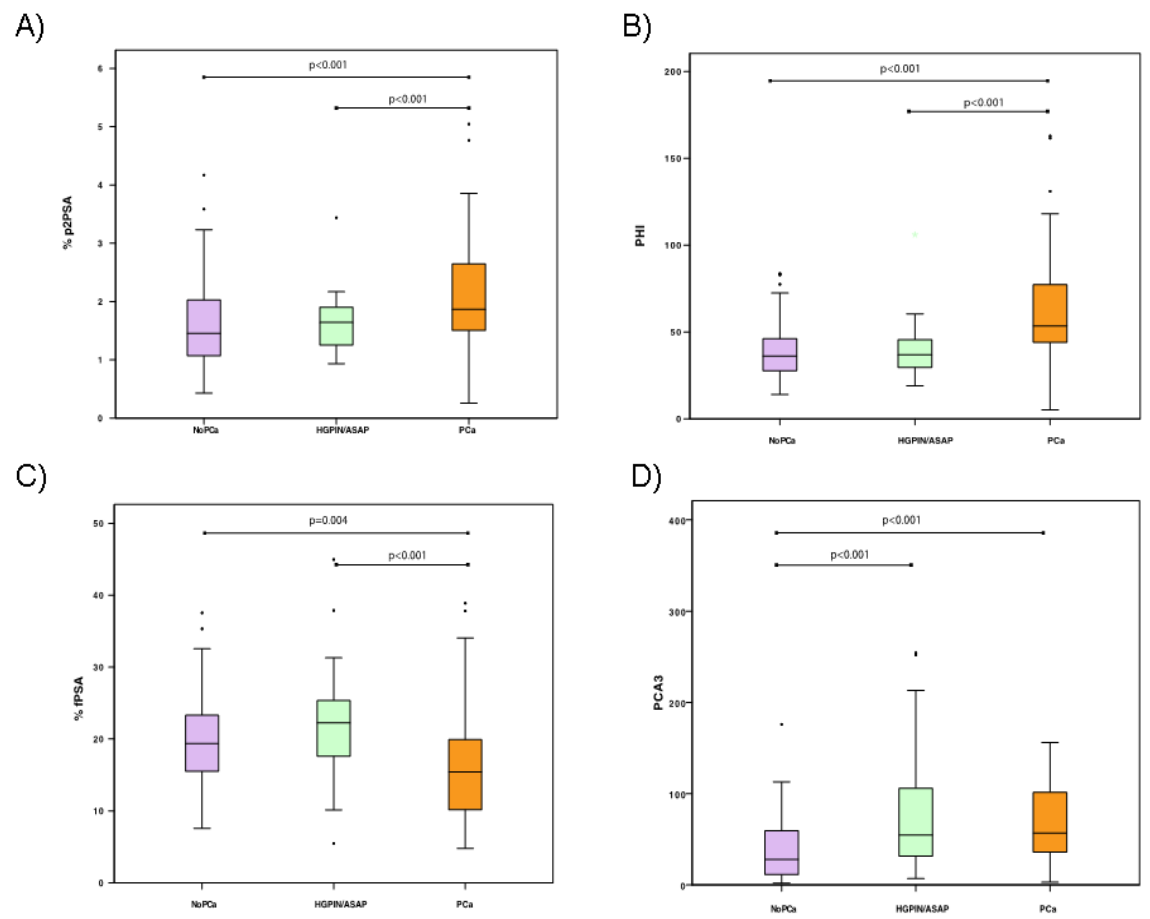 A)
p<0.001
p<0.001
% p2PSA
6
5
4
3
2
1
0
NoPCa HGPIN/ASAP PCa
B)
p<0.001
p<0.001
PHI
200
150
100
50
0
NoPCa HGPIN/ASAP PCa
C)
p=0.004
p<0.001
% fPSA
50
40
30
20
10
0
NoPCa HGPIN/ASAP PCa
D)
p<0.001
p<0.001
PCA3
400
300
200
100
0
NoPCa HGPIN/ASAP PCa